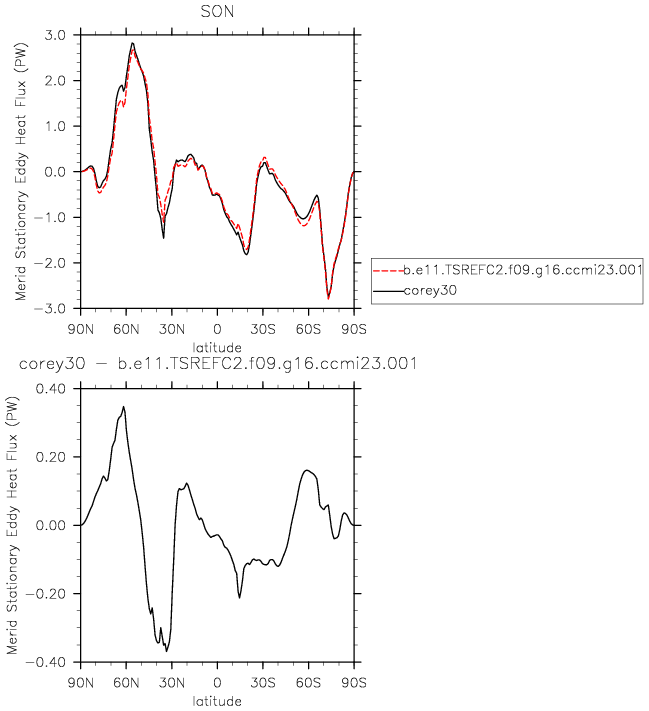 SON
Merid Stationary Eddy Heat Flux (PW)
3.0
2.0
1.0
0.0
−1.0
−2.0
−3.0
90N 60N 30N 0 30S 60S 90S
latitude
b.e11.TSREFC2.f09.g16.ccmi23.001
corey30
corey30 − b.e11.TSREFC2.f09.g16.ccmi23.001
Merid Stationary Eddy Heat Flux (PW)
0.40
0.20
0.00
−0.20
−0.40
90N 60N 30N 0 30S 60S 90S
latitude